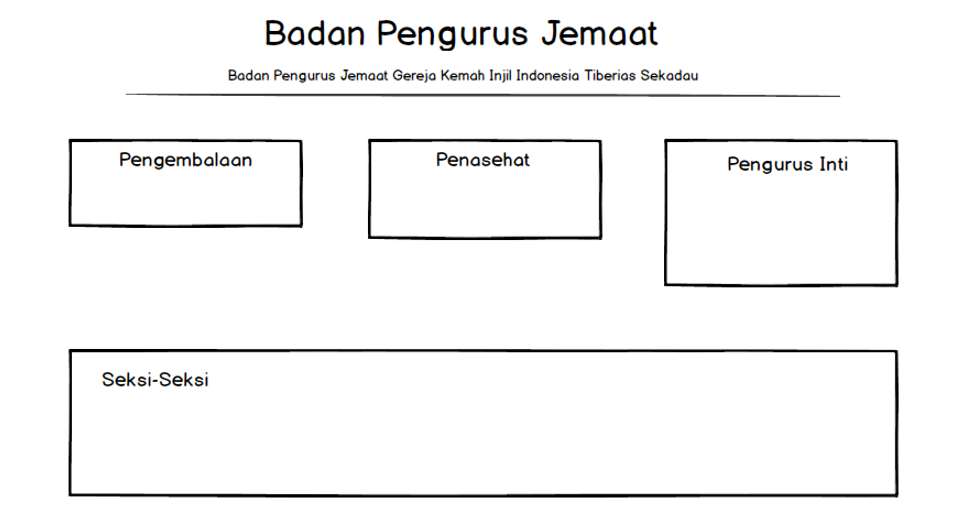 Badan Pengurus Jemaat
Badan Pengurus Jemaat Gereja Kemah Injil Indonesia Tiberias Sekadau
Pengembalaan
Penasehat
Pengurus Inti
Seksi-Seksi